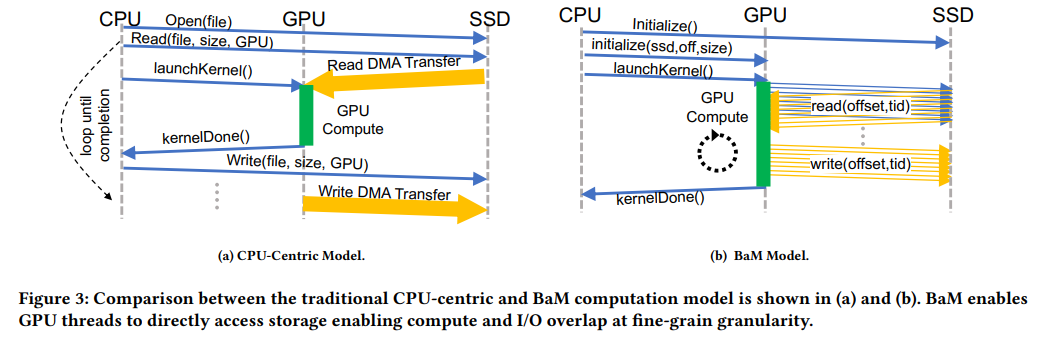 CPU GPU SSD
Open(file)
Read(file, size, GPU)
Read DMA Transfer
launchKernel()
GPU
Compute
loop until
completion
kernelDone()
Write(file, size, GPU)
Write DMA Transfer
(a) CPU-Centric Model.
CPU GPU SSD
Initialize()
initialize(ssd,off,size)
launchKernel()
GPU
Compute
read(offset,tid)
write(offset,tid)
kernelDone()
(b) BaM Model.
Figure 3: Comparison between the traditional CPU-centric and BaM computation model is shown in (a) and (b). BaM enables
GPU threads to directly access storage enabling compute and I/O overlap at fine-grain granularity.